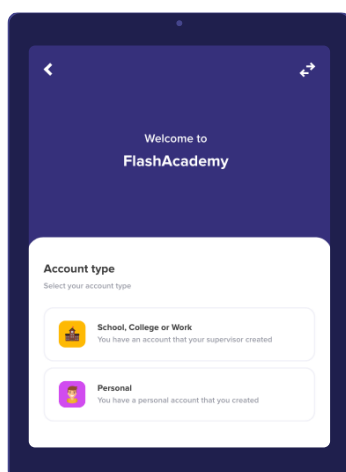 Welcome to
FlashAcademy
Account type
Select your account type
School, College or Work
You have an account that your supervisor created
Personal
You have a personal account that you created